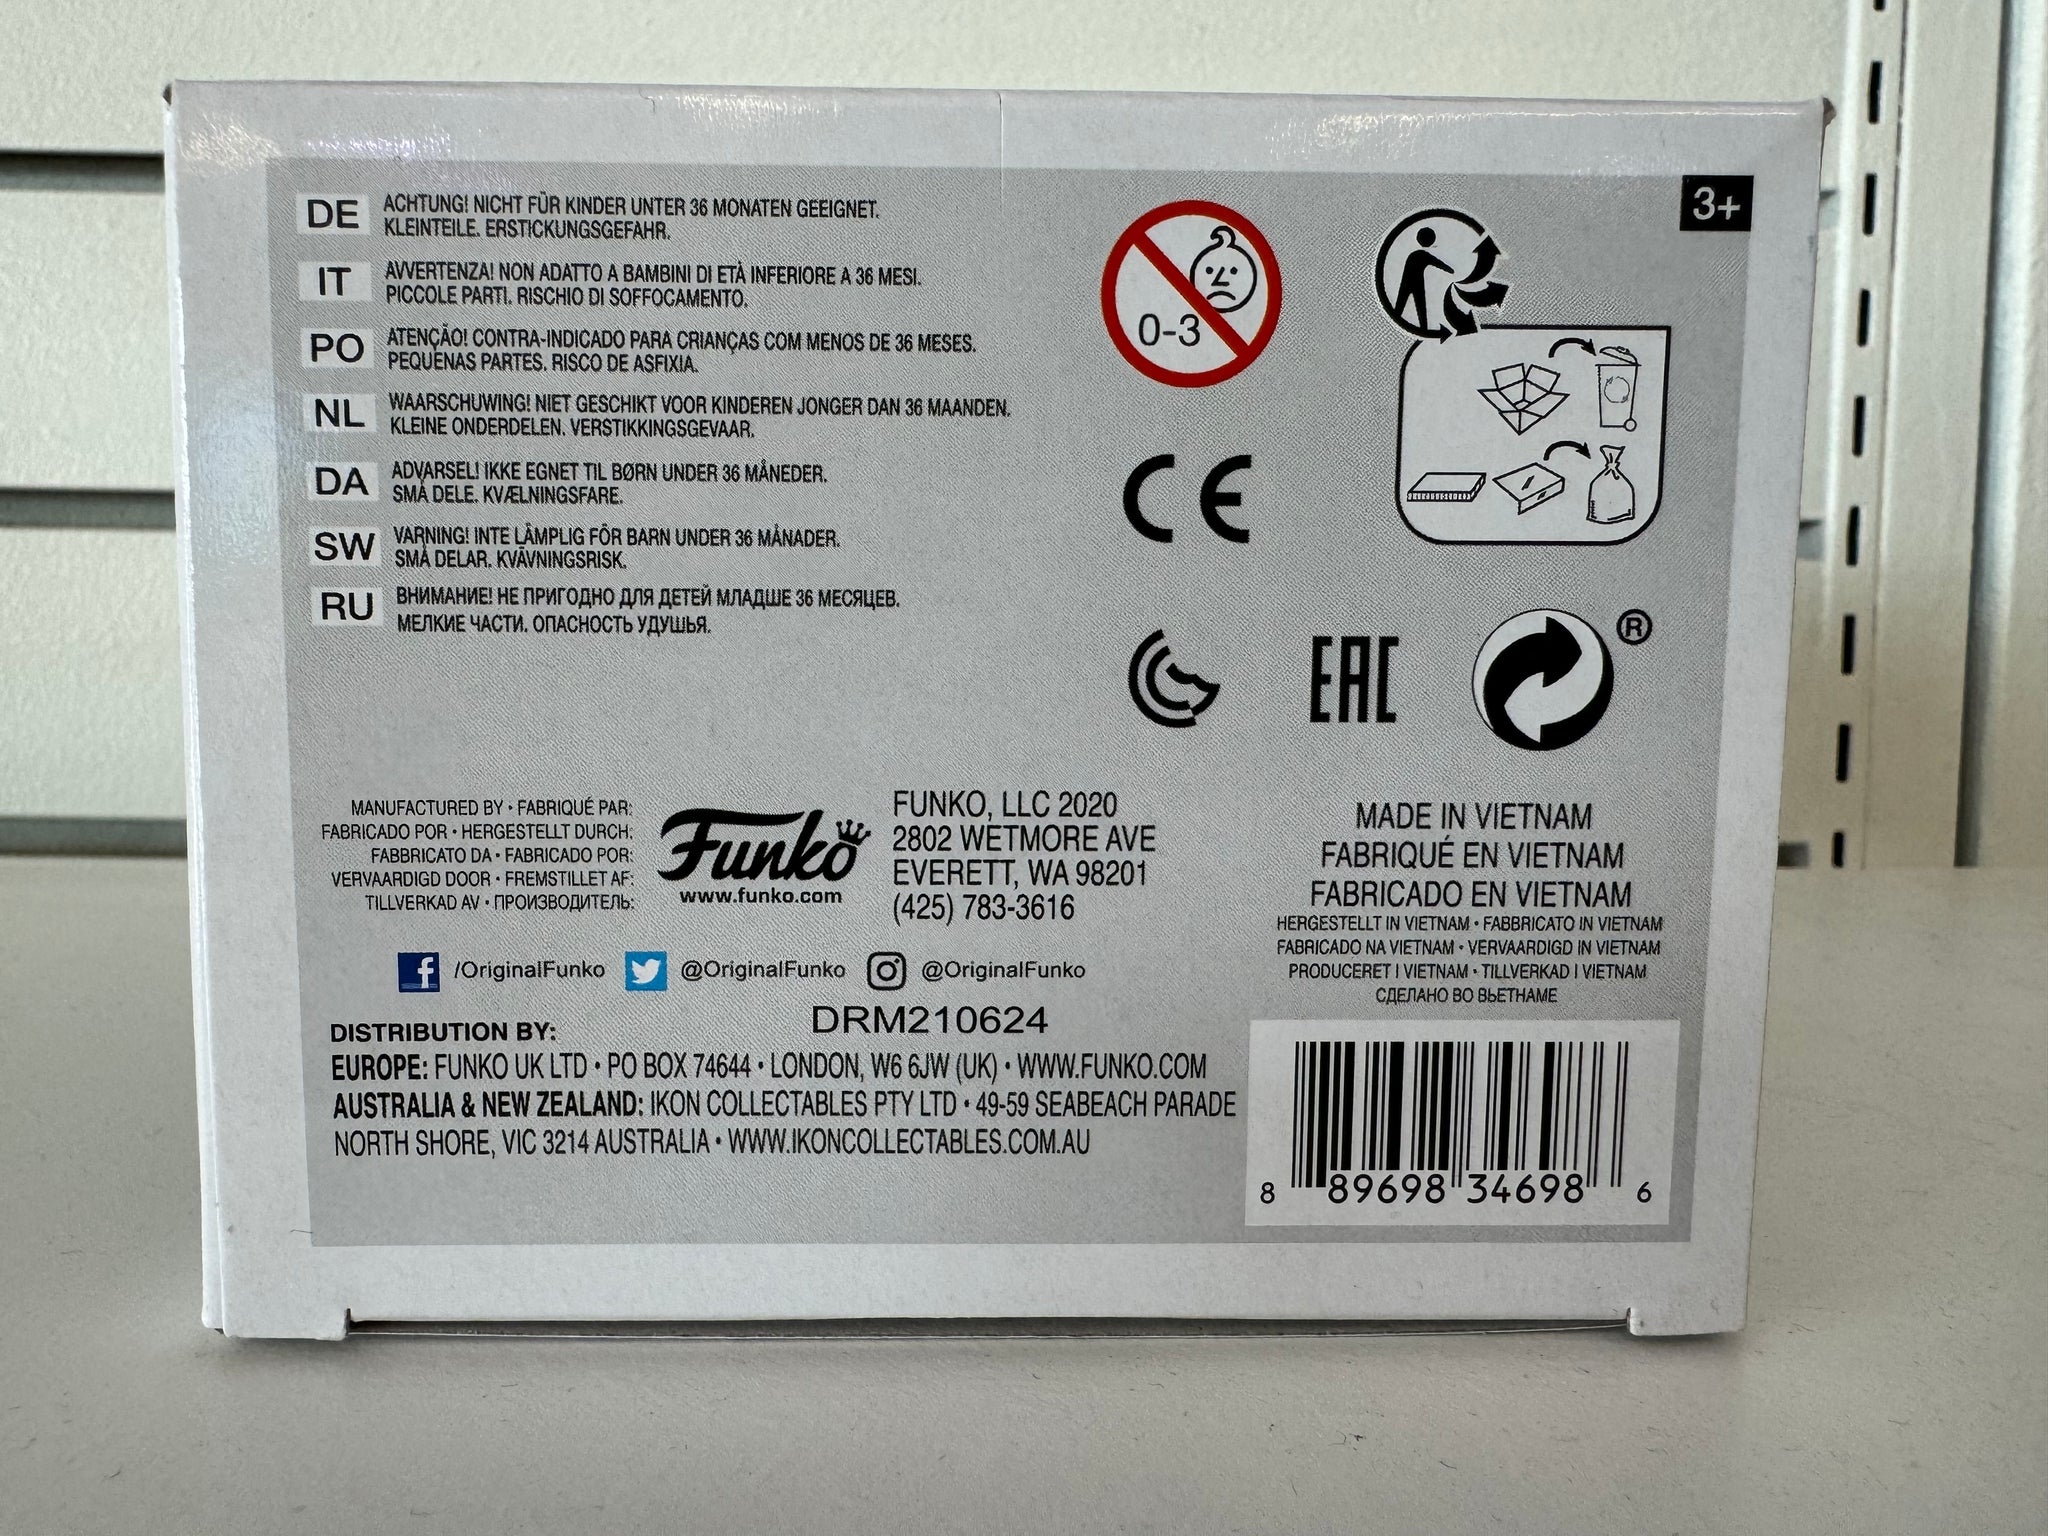 3+
DE
ACHTUNG! NICHT FÜR KINDER UNTER 36 MONATEN GEEIGNET.
KLEINTEILE. ERSTICKUNGSGEFAHR.
IT
AVVERTENZA! NON ADATTO A BAMBINI DI ETÀ INFERIORE A 36 MESI.
PICCOLE PARTI. RISCHIO DI SOFFOCAMENTO.
PO
ATENÇÃO! CONTRA-INDICADO PARA CRIANÇAS COM MENOS DE 36 MESES.
PEQUENAS PARTES. RISCO DE ASFIXIA.
NL
WAARSCHUWING! NIET GESCHIKT VOOR KINDEREN JONGER DAN 36 MAANDEN.
KLEINE ONDERDELEN. VERSTIKKINGSGEVAAR.
DA
ADVARSEL! IKKE EGNET TIL BØRN UNDER 36 MÅNEDER.
SMÅ DELE. KVÆLNINGSFARE.
SW
VARNING! INTE LÄMPLIG FÖR BARN UNDER 36 MÅNADER.
SMÅ DELAR. KVÄVNINGSRISK.
RU
ВНИМАНИЕ! НЕ ПРИГОДНО ДЛЯ ДЕТЕЙ МЛАДШЕ 36 МЕСЯЦЕВ.
МЕЛКИЕ ЧАСТИ. ОПАСНОСТЬ УДУШЬЯ.
0-3
CE
EAC
®
MANUFACTURED BY • FABRIQUÉ PAR:
FABRICADO POR • HERGESTELLT DURCH:
FABBRICATO DA • FABRICADO POR:
VERVAARDIGD DOOR • FREMSTILLET AF:
TILLVERKAD AV • ПРОИЗВОДИТЕЛЬ:
Funko
www.funko.com
FUNKO, LLC 2020
2802 WETMORE AVE
EVERETT, WA 98201
(425) 783-3616
MADE IN VIETNAM
FABRIQUÉ EN VIETNAM
FABRICADO EN VIETNAM
HERGESTELLT IN VIETNAM • FABBRICATO IN VIETNAM
FABRICADO NA VIETNAM • VERVAARDIGD IN VIETNAM
PRODUCERET I VIETNAM • TILLVERKAD I VIETNAM
СДЕЛАНО ВО ВЬЕТНАМЕ
f /OriginalFunko @OriginalFunko @OriginalFunko
DRM210624
DISTRIBUTION BY:
EUROPE: FUNKO UK LTD • PO BOX 74644 • LONDON, W6 6JW (UK) • WWW.FUNKO.COM
AUSTRALIA & NEW ZEALAND: IKON COLLECTABLES PTY LTD • 49-59 SEABEACH PARADE
NORTH SHORE, VIC 3214 AUSTRALIA • WWW.IKONCOLLECTABLES.COM.AU
8 89698 34698 6